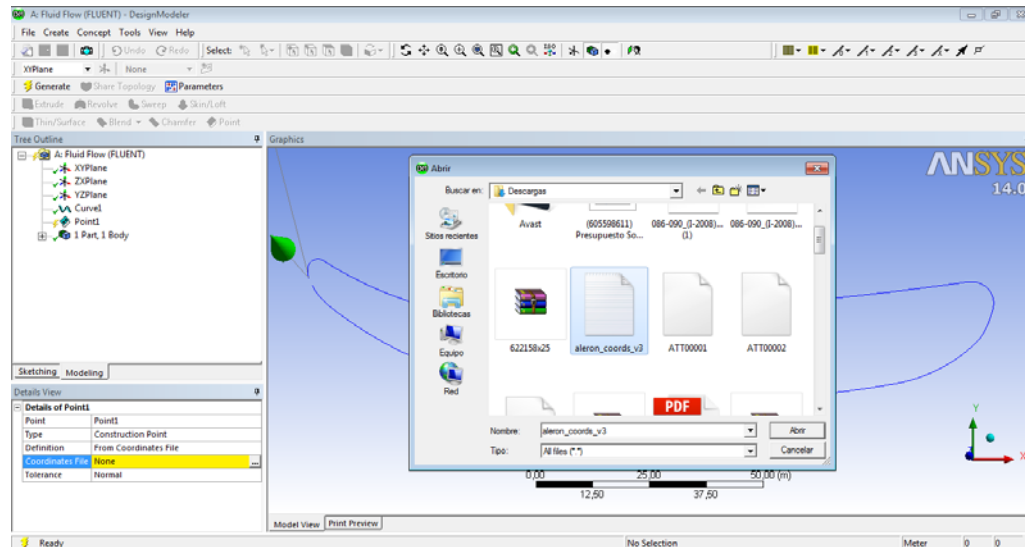 A: Fluid Flow (FLUENT) - DesignModeler
File Create Concept Tools View Help
Undo Redo Select:
XYPlane None
Generate Share Topology Parameters
Extrude Revolve Sweep Skin/Loft
Thin/Surface Blend Chamfer Point
Tree Outline
A: Fluid Flow (FLUENT)
XYPlane
ZXPlane
YZPlane
Curve1
Point1
1 Part, 1 Body
Sketching Modeling
Details View
Details of Point1
Point Point1
Type Construction Point
Definition From Coordinates File
Coordinates File None ...
Tolerance Normal
Graphics
ANSYS
14.0
Abrir
Buscar en: Descargas
Sitios recientes
Escritorio
Bibliotecas
Equipo
Red
Avast
(605598611) Presupuesto So...
086-090_(I-2008)... (1)
086-090_(I-2008)...
622158x25
aleron_coords_v3
ATT00001
ATT00002
PDF
Nombre: aleron_coords_v3 Abrir
Tipo: All files (*.*) Cancelar
0,00 25,00 50,00 (m)
12,50 37,50
Y
X
Model View Print Preview
Ready No Selection Meter 0 0